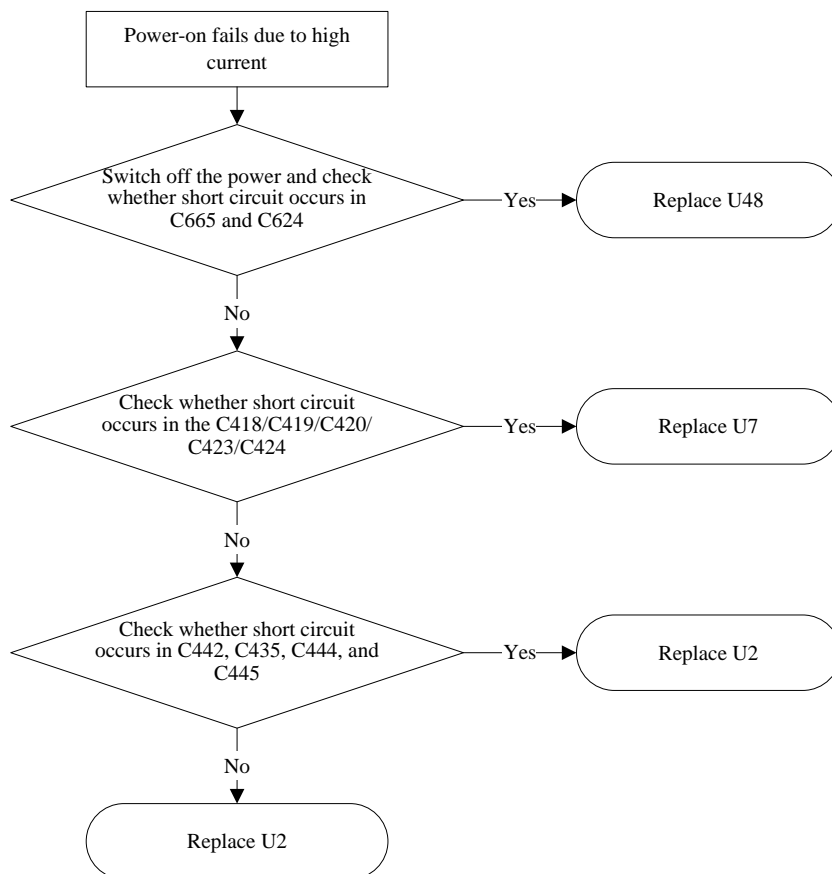 Power-on fails due to high
current
Switch off the power and check
whether short circuit occurs in
C665 and C624
Yes
Replace U48
No
Check whether short circuit
occurs in the C418/C419/C420/
C423/C424
Yes
Replace U7
No
Check whether short circuit
occurs in C442, C435, C444, and
C445
Yes
Replace U2
No
Replace U2